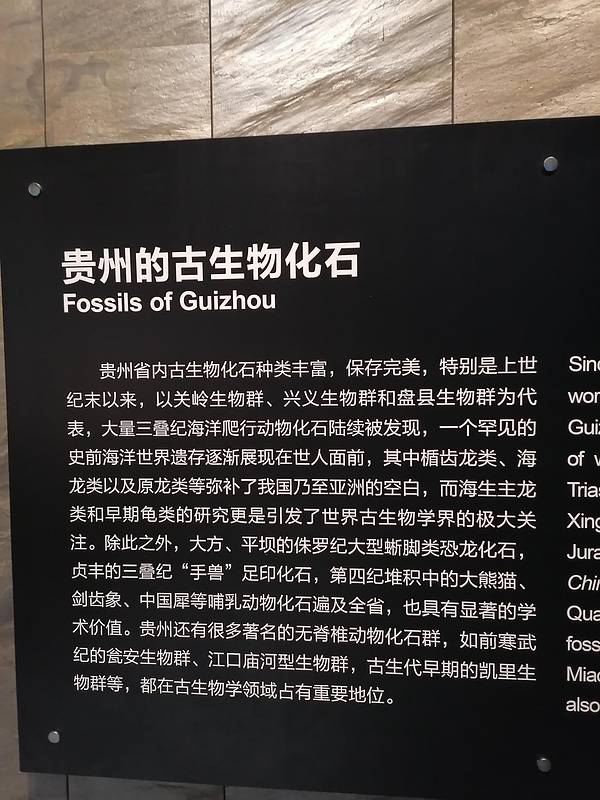 贵州的古生物化石
Fossils of Guizhou
贵州省内古生物化石种类丰富，保存完美，特别是上世
纪末以来，以关岭生物群、兴义生物群和盘县生物群为代
表，大量三叠纪海洋爬行动物化石陆续被发现，一个罕见的
史前海洋世界遗存逐渐展现在世人面前，其中楯齿龙类、海
龙类以及原龙类等弥补了我国乃至亚洲的空白，而海生主龙
类和早期龟类的研究更是引发了世界古生物学界的极大关
注。除此之外，大方、平坝的侏罗纪大型蜥脚类恐龙化石，
贞丰的三叠纪“手兽”足印化石，第四纪堆积中的大熊猫、
剑齿象、中国犀等哺乳动物化石遍及全省，也具有显著的学
术价值。贵州还有很多著名的无脊椎动物化石群，如前寒武
纪的瓮安生物群、江口庙河型生物群，古生代早期的凯里生
物群等，都在古生物学领域占有重要地位。
Sinc
wor
Guiz
of v
Trias
Xing
Jura
Chir
Qua
foss
Miao
also